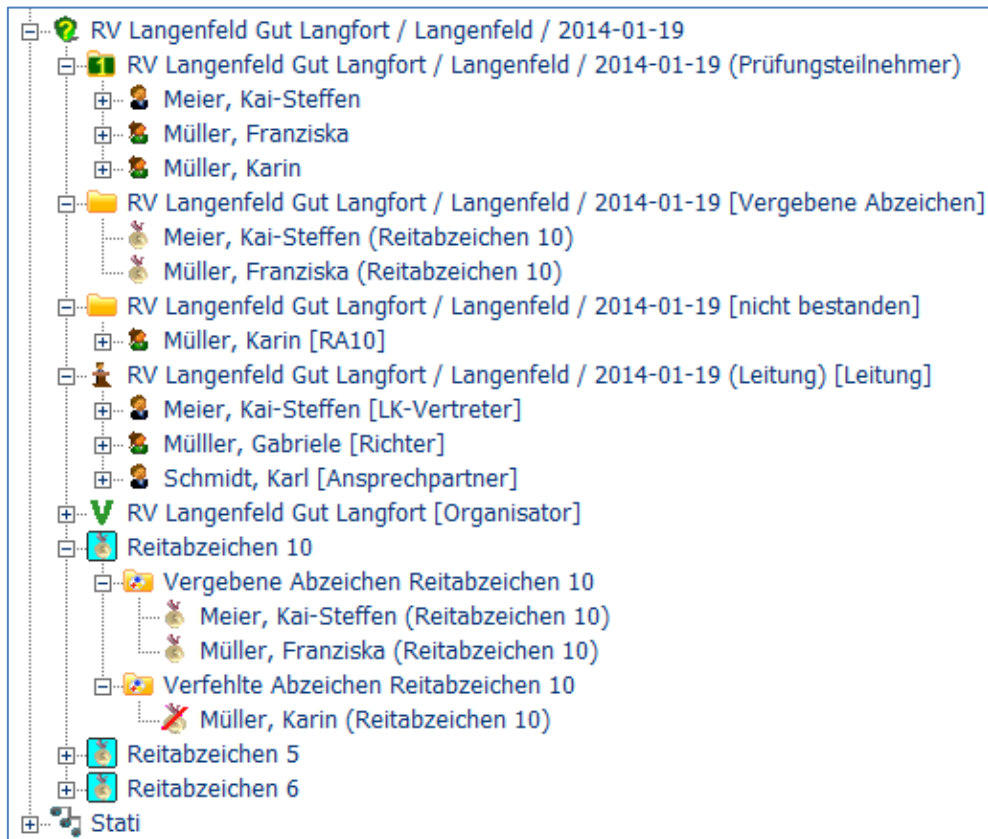 RV Langenfeld Gut Langfort / Langenfeld / 2014-01-19
RV Langenfeld Gut Langfort / Langenfeld / 2014-01-19 (Prüfungsteilnehmer)
Meier, Kai-Steffen
Müller, Franziska
Müller, Karin
RV Langenfeld Gut Langfort / Langenfeld / 2014-01-19 [Vergebene Abzeichen]
Meier, Kai-Steffen (Reitabzeichen 10)
Müller, Franziska (Reitabzeichen 10)
RV Langenfeld Gut Langfort / Langenfeld / 2014-01-19 [nicht bestanden]
Müller, Karin [RA10]
RV Langenfeld Gut Langfort / Langenfeld / 2014-01-19 (Leitung) [Leitung]
Meier, Kai-Steffen [LK-Vertreter]
Mülller, Gabriele [Richter]
Schmidt, Karl [Ansprechpartner]
RV Langenfeld Gut Langfort [Organisator]
Reitabzeichen 10
Vergebene Abzeichen Reitabzeichen 10
Meier, Kai-Steffen (Reitabzeichen 10)
Müller, Franziska (Reitabzeichen 10)
Verfehlte Abzeichen Reitabzeichen 10
Müller, Karin (Reitabzeichen 10)
Reitabzeichen 5
Reitabzeichen 6
Stati